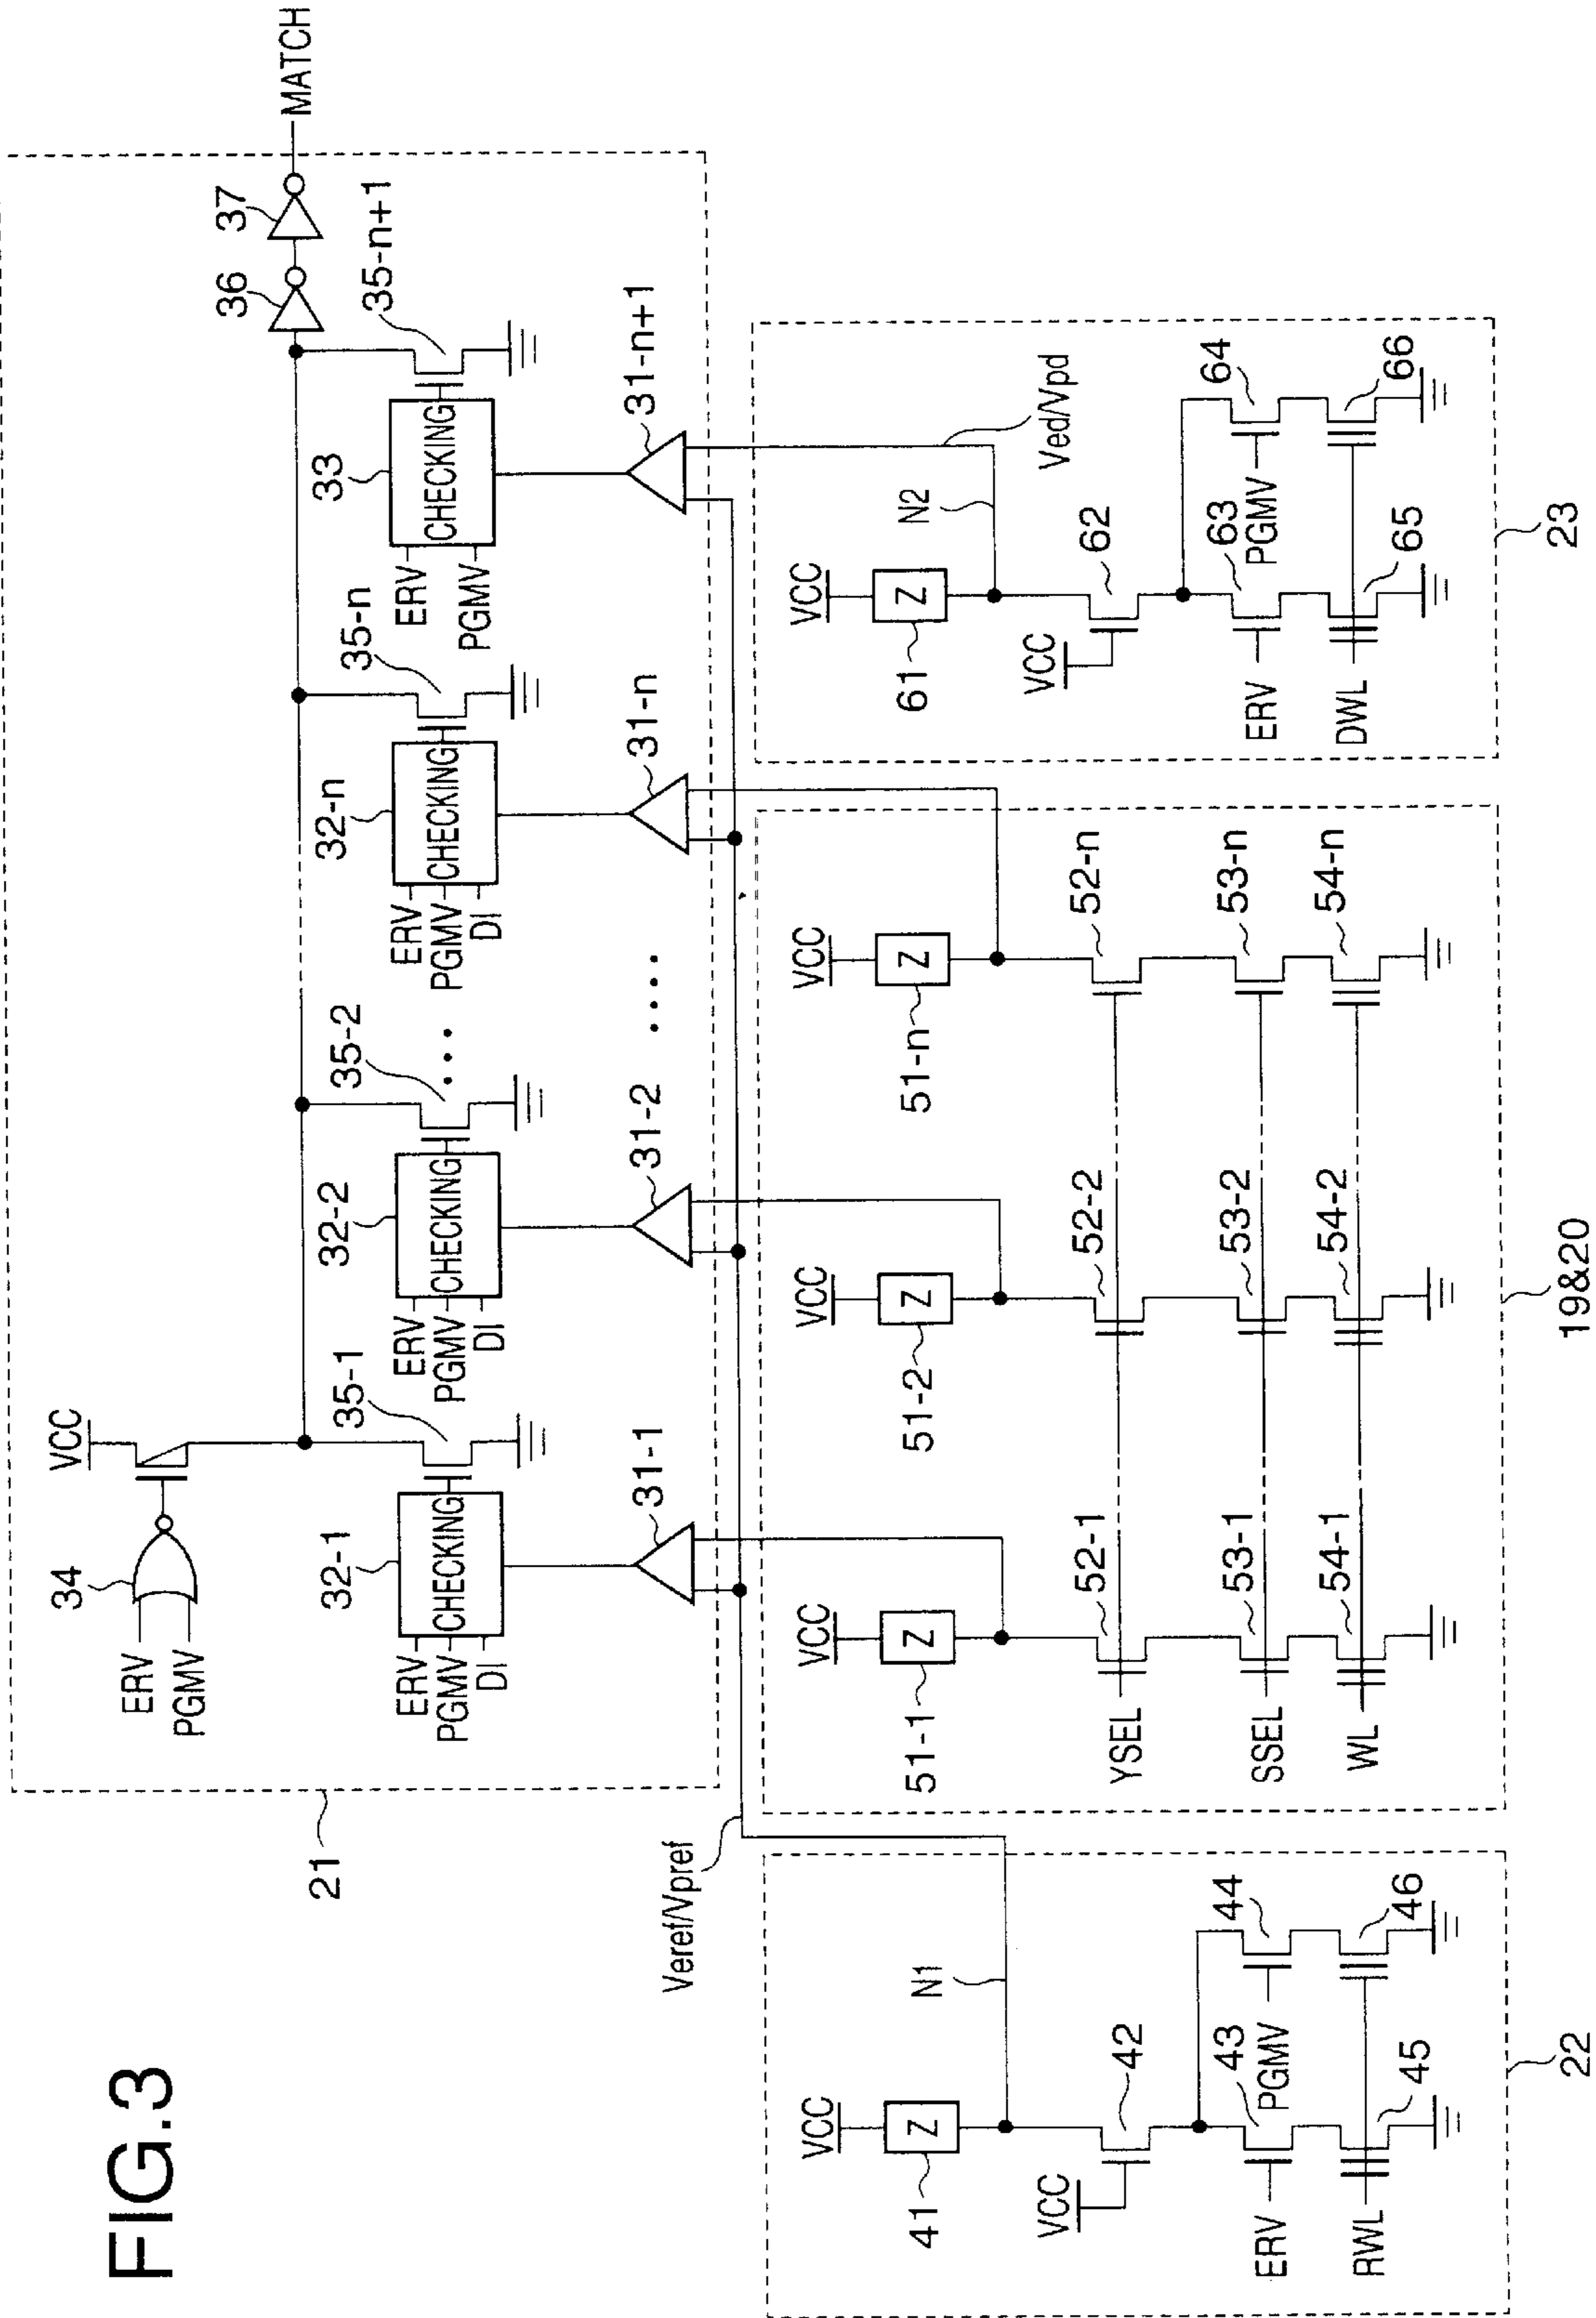 FIG.3
21
34
ERV
PGMV
VCC
36
37
MATCH
32-1
CHECKING
ERV
PGMV
DI
35-1
32-2
CHECKING
ERV
PGMV
DI
35-2
32-n
CHECKING
ERV
PGMV
DI
35-n
33
CHECKING
ERV
PGMV
35-n+1
31-1
31-2
31-n
31-n+1
Veref/Vpref
Ved/Vpd
22
VCC
41
Z
N1
VCC
42
ERV
43
PGMV
44
RWL
45
46
19&20
VCC
51-1
Z
VCC
51-2
Z
VCC
51-n
Z
YSEL
52-1
52-2
52-n
SSEL
53-1
53-2
53-n
WL
54-1
54-2
54-n
23
VCC
61
Z
N2
VCC
62
ERV
63
PGMV
64
DWL
65
66